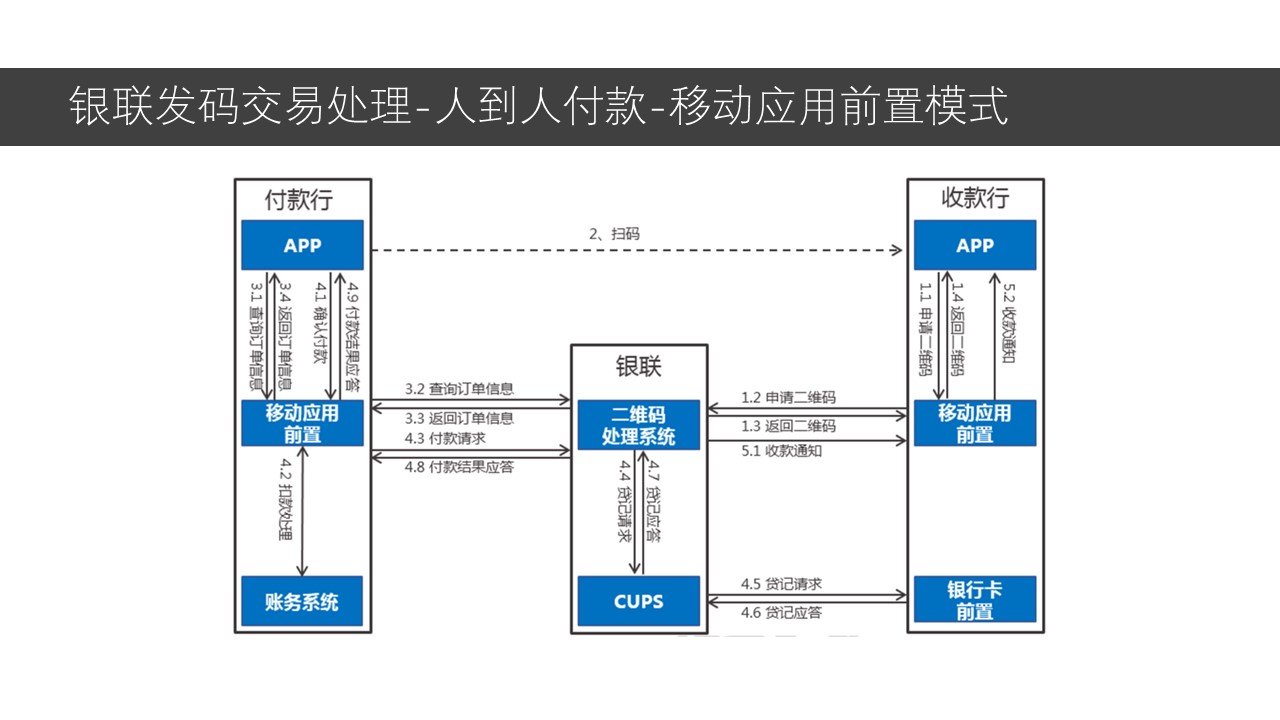 银联发码交易处理-人到人付款-移动应用前置模式
付款行
APP
3.1 查询订单信息
3.4 返回订单信息
4.1 确认付款
4.9 付款结果应答
移动应用
前置
4.2 扣款处理
账务系统
2、扫码
3.2 查询订单信息
3.3 返回订单信息
4.3 付款请求
4.8 付款结果应答
银联
二维码
处理系统
4.4 贷记请求
4.7 贷记应答
CUPS
1.2 申请二维码
1.3 返回二维码
5.1 收款通知
4.5 贷记请求
4.6 贷记应答
收款行
APP
1.1 申请二维码
1.4 返回二维码
5.2 收款通知
移动应用
前置
银行卡
前置